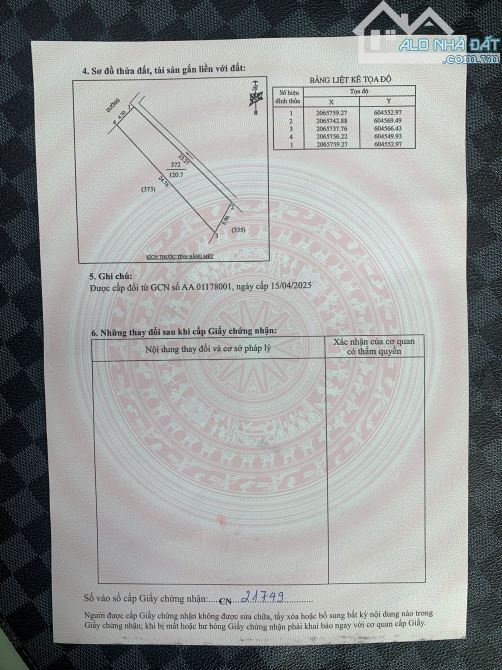 ALO NHÀ ĐẤT
4. Sơ đồ thửa đất, tài sản gắn liền với đất:
ĐƯỜNG
23.27
372
120.7
24.76
(373)
5.96
3
(335)
KÍCH THƯỚC TÍNH BẰNG MÉT
BẢNG LIỆT KÊ TỌA ĐỘ
Số hiệu đỉnh thửa Tọa độ
X Y
1 2065759.27 604552.97
2 2065742.88 604569.49
3 2065737.76 604566.43
4 2065756.22 604549.93
1 2065759.27 604552.97
5. Ghi chú:
Được cấp đổi từ GCN số AA 01178001, ngày cấp 15/04/2025
6. Những thay đổi sau khi cấp Giấy chứng nhận:
Nội dung thay đổi và cơ sở pháp lý
Xác nhận của cơ quan
có thẩm quyền
Số vào sổ cấp Giấy chứng nhận: CN 21749
Người được cấp Giấy chứng nhận không được sửa chữa, tẩy xóa hoặc bổ sung bất kỳ nội dung nào trong
Giấy chứng nhận; khi bị mất hoặc hư hỏng Giấy chứng nhận phải khai báo ngay với cơ quan cấp Giấy.